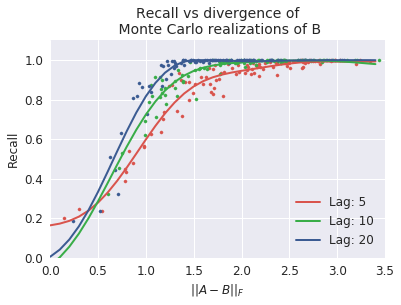 Recall vs divergence of
Monte Carlo realizations of B
1.0
0.8
0.6
0.4
0.2
0.0
Recall
Lag: 5
Lag: 10
Lag: 20
0.0 0.5 1.0 1.5 2.0 2.5 3.0 3.5
||A − B||_F